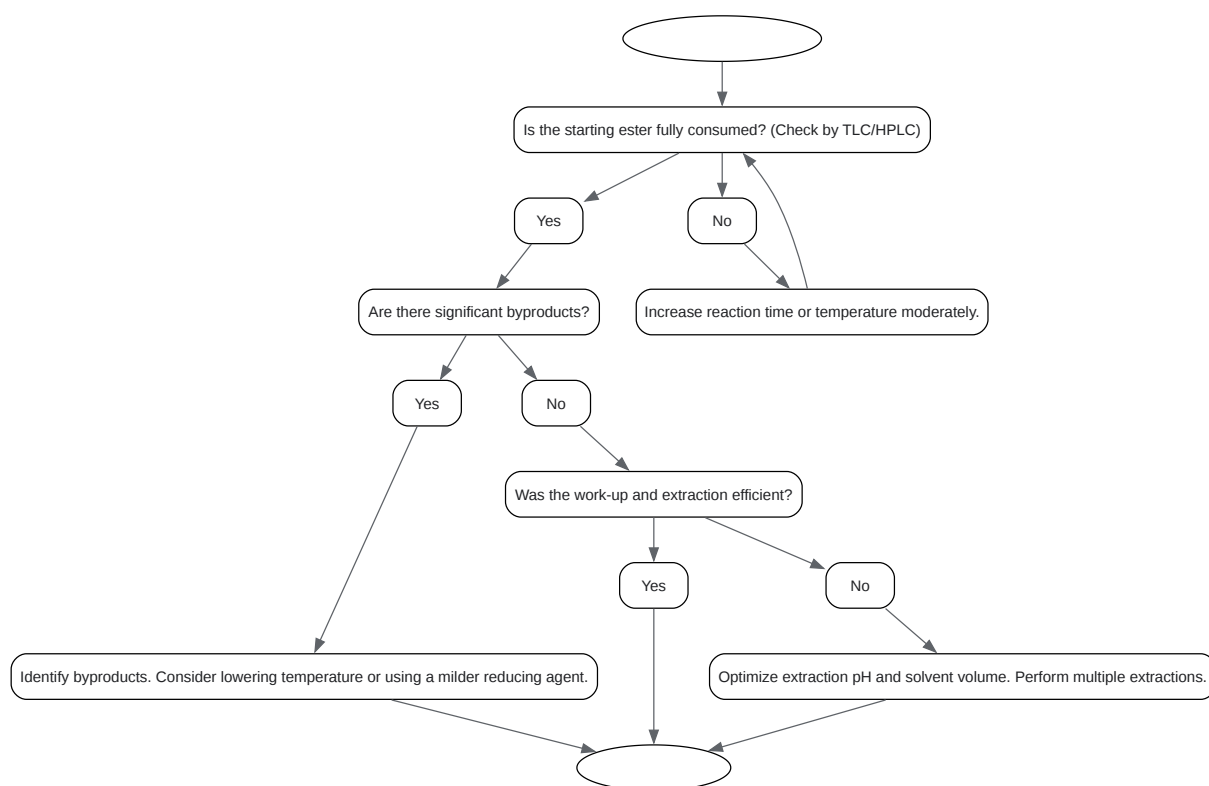 Is the starting ester fully consumed? (Check by TLC/HPLC)
Yes
No
Are there significant byproducts?
Increase reaction time or temperature moderately.
Yes
No
Was the work-up and extraction efficient?
Yes
No
Identify byproducts. Consider lowering temperature or using a milder reducing agent.
Optimize extraction pH and solvent volume. Perform multiple extractions.